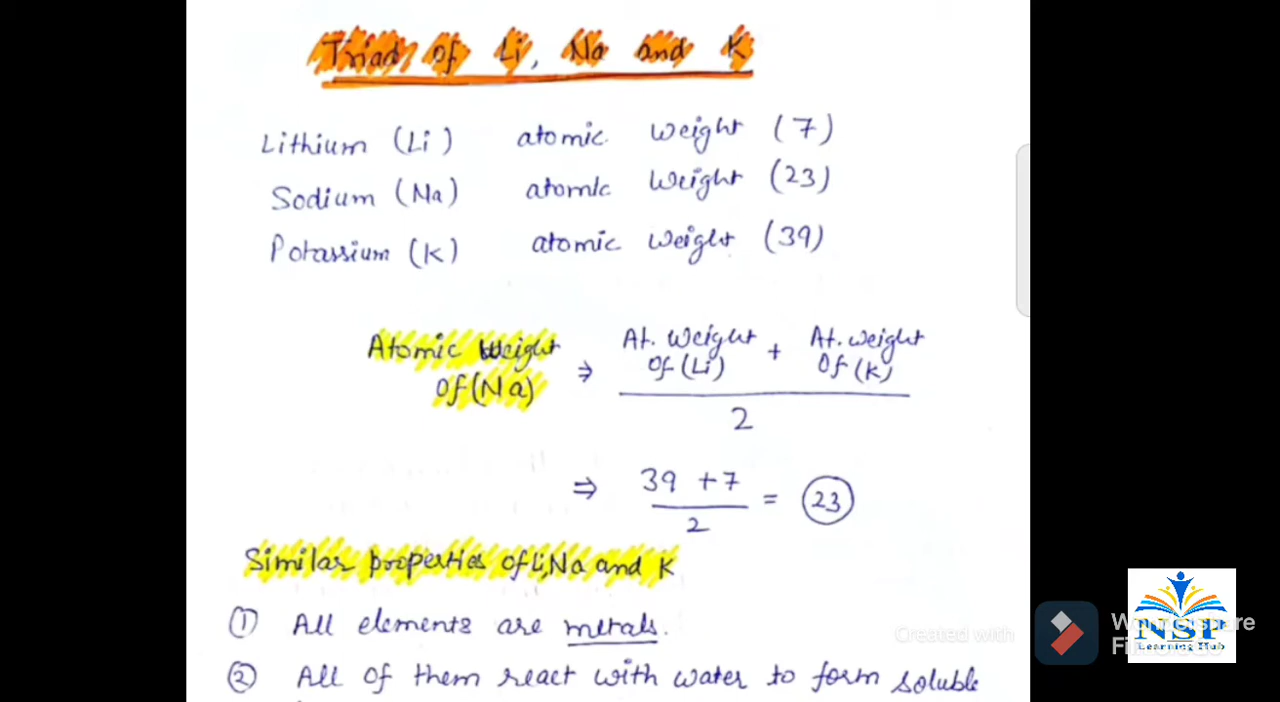 Triad of Li, Na and K
Lithium (Li) atomic weight (7)
Sodium (Na) atomic weight (23)
Potassium (K) atomic weight (39)
Atomic Weight of (Na) ⇒ At. weight of (Li) + At. weight of (K)
2
⇒ 39 + 7 = 23
2
Similar properties of Li, Na and K
① All elements are metals.
② All of them react with water to form soluble
Created with
NSF
Learning Hub